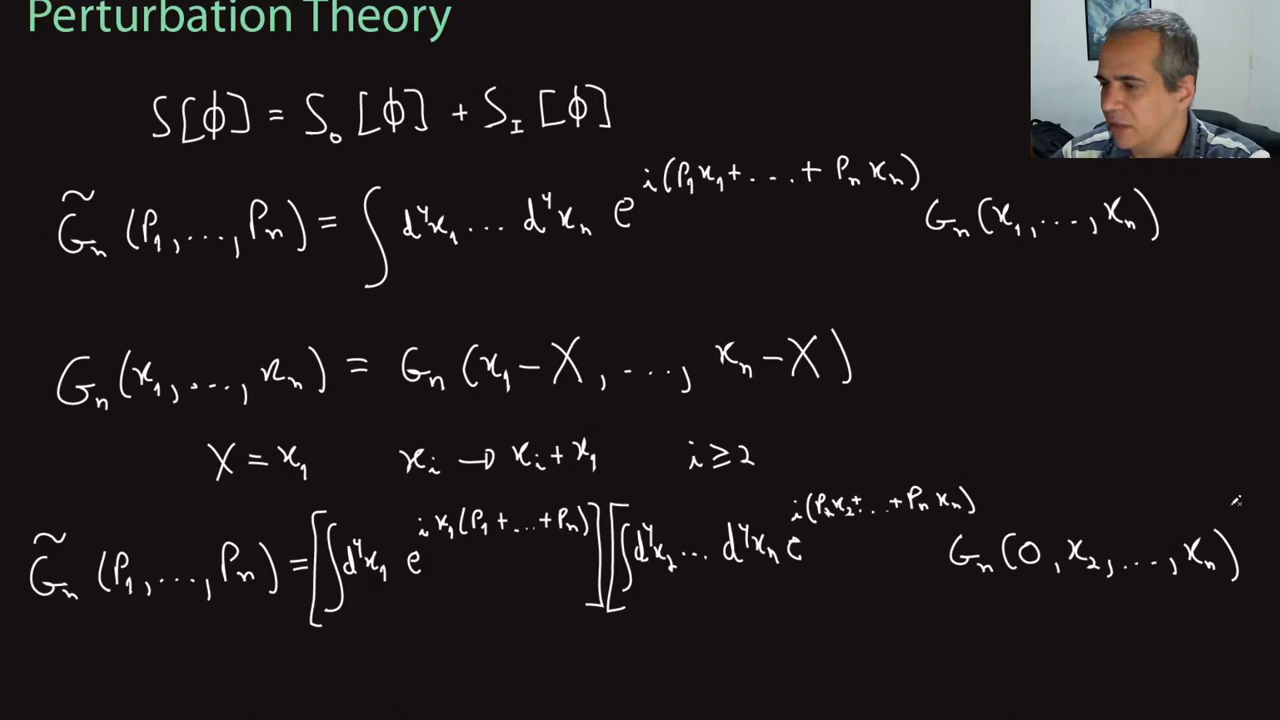 Perturbation Theory
S[ϕ] = S₀[ϕ] + S_I[ϕ]
G̃ₙ(P₁,...,Pₙ) = ∫ d⁴x₁...d⁴xₙ e^{i(P₁x₁+...+Pₙxₙ)} Gₙ(x₁,...,xₙ)
Gₙ(x₁,...,xₙ) = Gₙ(x₁−X,...,xₙ−X)
X = x₁ xᵢ → xᵢ+x₁ i≥2
G̃ₙ(P₁,...,Pₙ) = [∫d⁴x₁ e^{ix₁(P₁+...+Pₙ)}][∫d⁴x₂...d⁴xₙ e^{i(P₂x₂+...+Pₙxₙ)} Gₙ(0,x₂,...,xₙ)